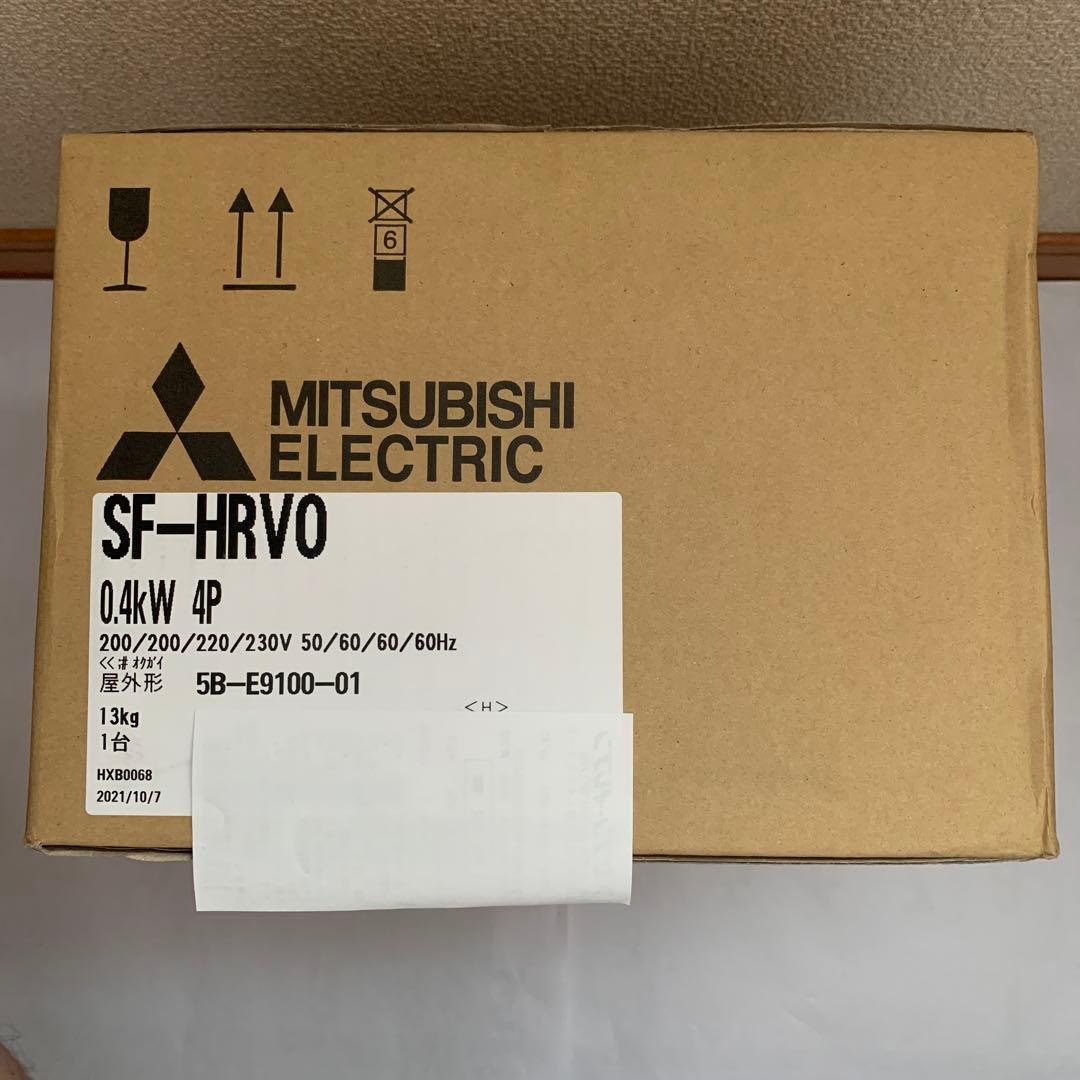 6
MITSUBISHI
ELECTRIC
SF-HRVO
0.4kW 4P
200/200/220/230V 50/60/60/60Hz
屋外形 5B-E9100-01
<H>
13kg
1台
HXB0068
2021/10/7